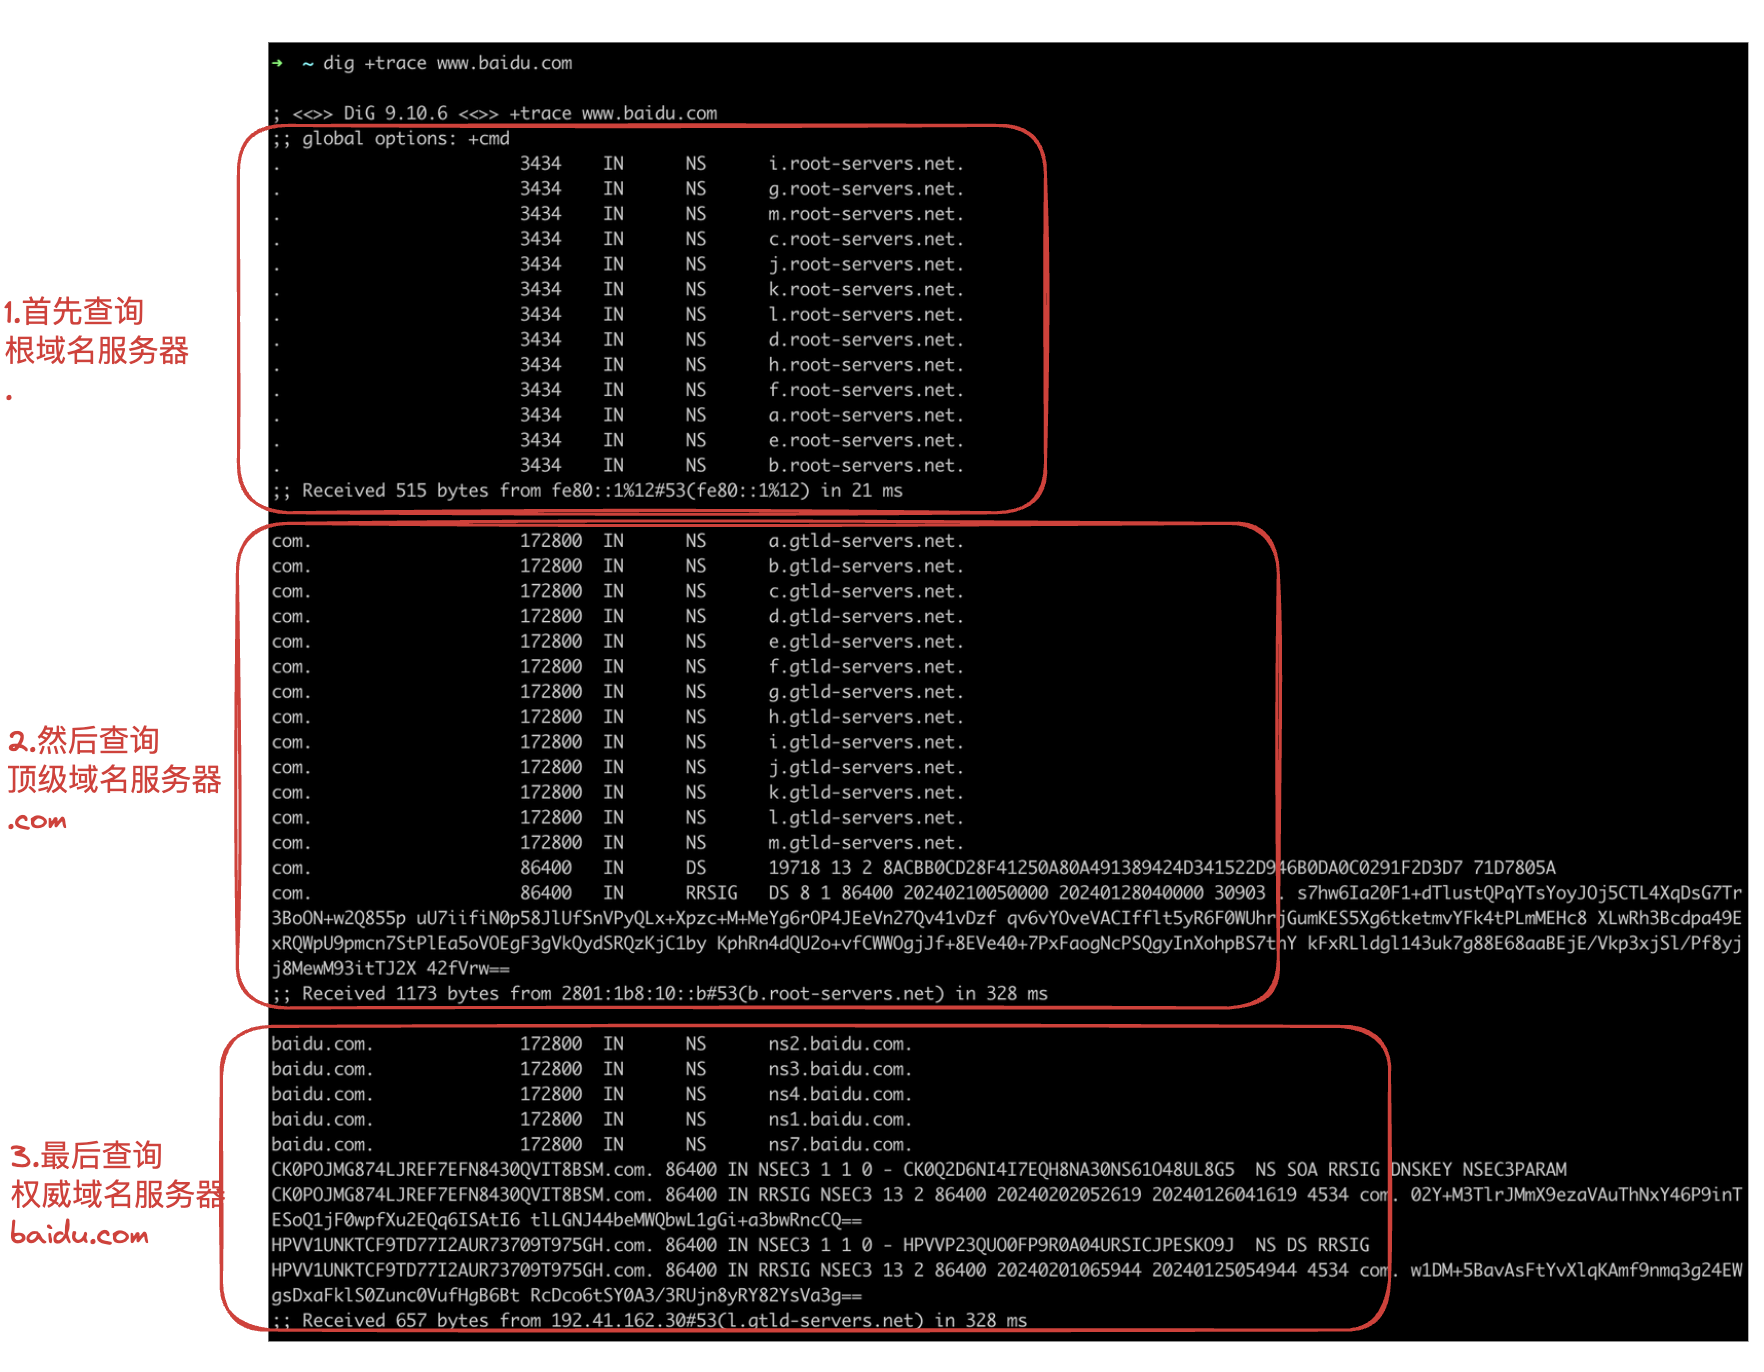 ➜ ~ dig +trace www.baidu.com
; <<>> DiG 9.10.6 <<>> +trace www.baidu.com
;; global options: +cmd
. 3434 IN NS i.root-servers.net.
. 3434 IN NS g.root-servers.net.
. 3434 IN NS m.root-servers.net.
. 3434 IN NS c.root-servers.net.
. 3434 IN NS j.root-servers.net.
. 3434 IN NS k.root-servers.net.
. 3434 IN NS l.root-servers.net.
. 3434 IN NS d.root-servers.net.
. 3434 IN NS h.root-servers.net.
. 3434 IN NS f.root-servers.net.
. 3434 IN NS a.root-servers.net.
. 3434 IN NS e.root-servers.net.
. 3434 IN NS b.root-servers.net.
;; Received 515 bytes from fe80::1%12#53(fe80::1%12) in 21 ms
1.首先查询
根域名服务器
.
com. 172800 IN NS a.gtld-servers.net.
com. 172800 IN NS b.gtld-servers.net.
com. 172800 IN NS c.gtld-servers.net.
com. 172800 IN NS d.gtld-servers.net.
com. 172800 IN NS e.gtld-servers.net.
com. 172800 IN NS f.gtld-servers.net.
com. 172800 IN NS g.gtld-servers.net.
com. 172800 IN NS h.gtld-servers.net.
com. 172800 IN NS i.gtld-servers.net.
com. 172800 IN NS j.gtld-servers.net.
com. 172800 IN NS k.gtld-servers.net.
com. 172800 IN NS l.gtld-servers.net.
com. 172800 IN NS m.gtld-servers.net.
com. 86400 IN DS 19718 13 2 8ACBB0CD28F41250A80A491389424D341522D946B0DA0C0291F2D3D7 71D7805A
com. 86400 IN RRSIG DS 8 1 86400 20240210050000 20240128040000 30903 . s7hw6Ia20F1+dTlustQPqYTsYoyJOj5CTL4XqDsG7Tr
3BoON+w2Q855p uU7iifiN0p58JlUfSnVPyQLx+Xpzc+M+MeYg6rOP4JEeVn27Qv41vDzf qv6vYOveVACIfflt5yR6F0WUhrjGumKES5Xg6tketmvYFk4tPLmMEHc8 XLwRh3Bcdpa49E
xRQWpU9pmcn7StPlEa5oVOEgF3gVkQydSRQzKjC1by KphRn4dQU2o+vfCWWOgjJf+8EVe40+7PxFaogNcPSQgyInXohpBS7thY kFxRLldgl143uk7g88E68aaBEjE/Vkp3xjSl/Pf8yj
j8MewM93itTJ2X 42fVrw==
;; Received 1173 bytes from 2801:1b8:10::b#53(b.root-servers.net) in 328 ms
2.然后查询
顶级域名服务器
.com
baidu.com. 172800 IN NS ns2.baidu.com.
baidu.com. 172800 IN NS ns3.baidu.com.
baidu.com. 172800 IN NS ns4.baidu.com.
baidu.com. 172800 IN NS ns1.baidu.com.
baidu.com. 172800 IN NS ns7.baidu.com.
CK0POJMG874LJREF7EFN8430QVIT8BSM.com. 86400 IN NSEC3 1 1 0 - CK0Q2D6NI4I7EQH8NA30NS61O48UL8G5 NS SOA RRSIG DNSKEY NSEC3PARAM
CK0POJMG874LJREF7EFN8430QVIT8BSM.com. 86400 IN RRSIG NSEC3 13 2 86400 20240202052619 20240126041619 4534 com. 02Y+M3TlrJMmX9ezaVAuThNxY46P9inT
ESoQ1jF0wpfXu2EQq6ISAtI6 tlLGNJ44beMWQbwL1gGi+a3bwRncCQ==
HPVV1UNKTCF9TD77I2AUR73709T975GH.com. 86400 IN NSEC3 1 1 0 - HPVVP23QUO0FP9R0A04URSICJPESKO9J NS DS RRSIG
HPVV1UNKTCF9TD77I2AUR73709T975GH.com. 86400 IN RRSIG NSEC3 13 2 86400 20240201065944 20240125054944 4534 com. w1DM+5BavAsFtYvXlqKAmf9nmq3g24EW
gsDxaFklS0Zunc0VufHgB6Bt RcDco6tSY0A3/3RUjn8yRY82YsVa3g==
;; Received 657 bytes from 192.41.162.30#53(l.gtld-servers.net) in 328 ms
3.最后查询
权威域名服务器
baidu.com